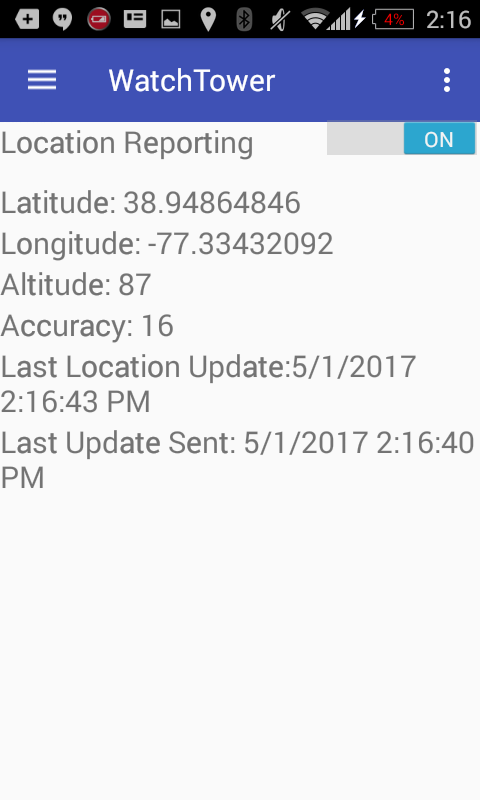 4% 2:16
WatchTower
Location Reporting ON
Latitude: 38.94864846
Longitude: -77.33432092
Altitude: 87
Accuracy: 16
Last Location Update:5/1/2017
2:16:43 PM
Last Update Sent: 5/1/2017 2:16:40
PM